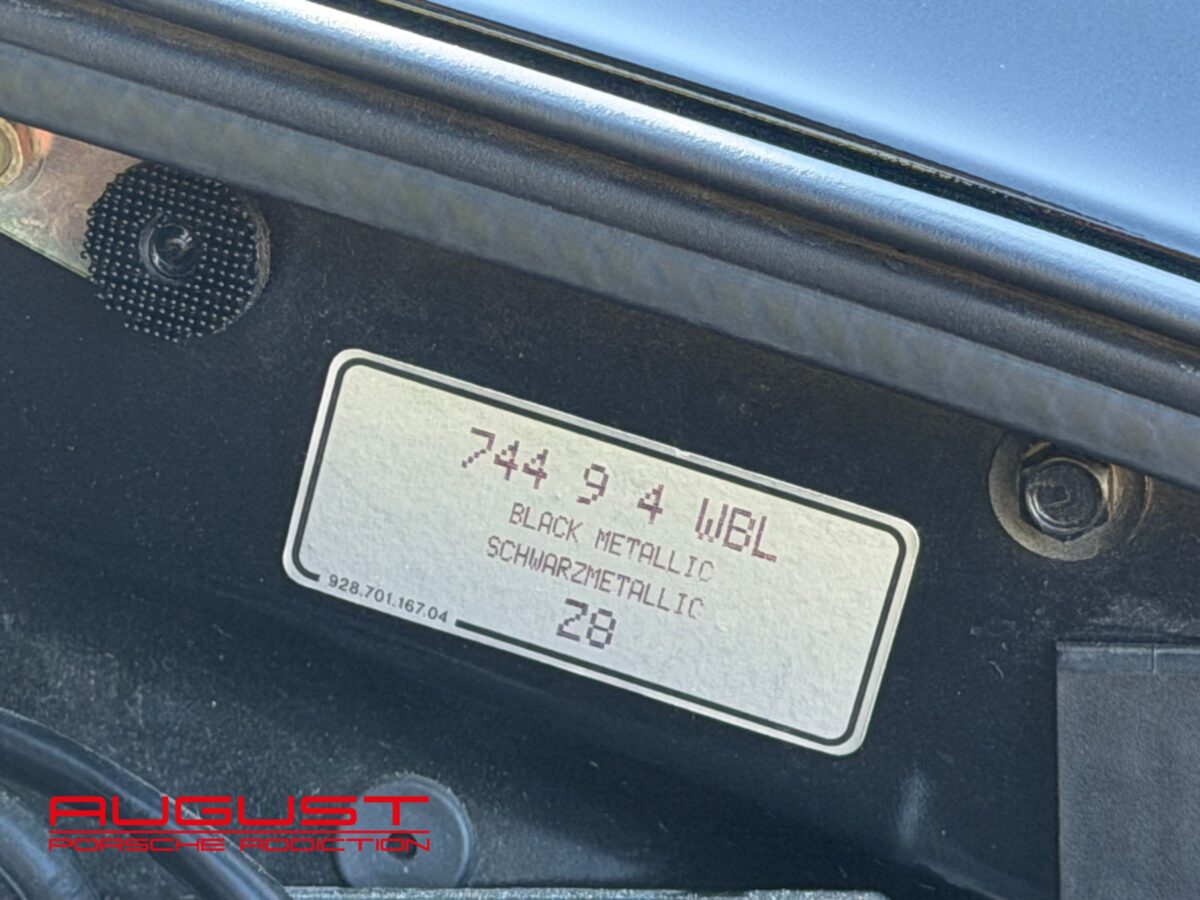 744 9 4 WBL
BLACK METALLIC
SCHWARZMETALLIC
Z8
928.701.167.04
AUGUST
PORSCHE ADDICTION